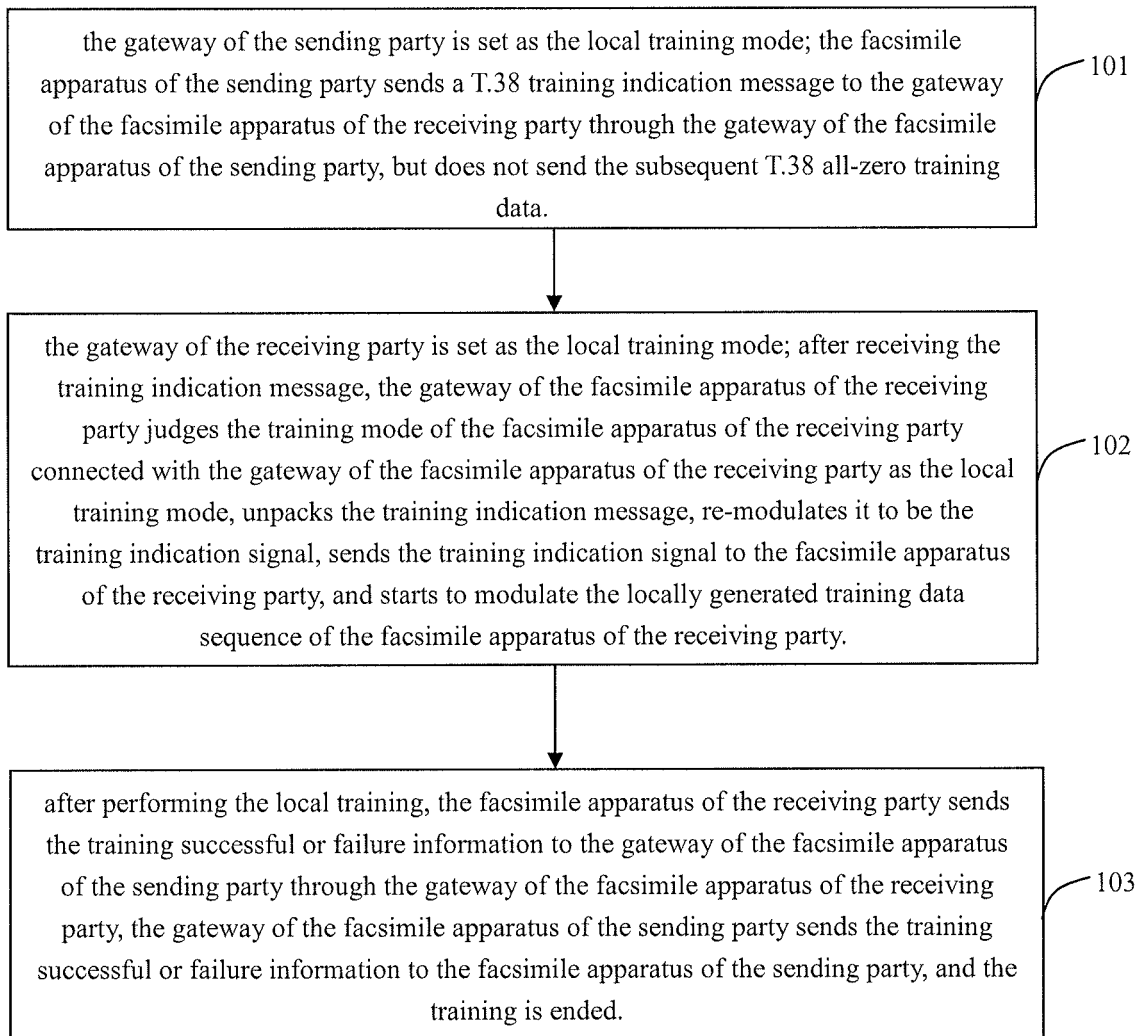 the gateway of the sending party is set as the local training mode; the facsimile
apparatus of the sending party sends a T.38 training indication message to the gateway
of the facsimile apparatus of the receiving party through the gateway of the facsimile
apparatus of the sending party, but does not send the subsequent T.38 all-zero training
data.
101
the gateway of the receiving party is set as the local training mode; after receiving the
training indication message, the gateway of the facsimile apparatus of the receiving
party judges the training mode of the facsimile apparatus of the receiving party
connected with the gateway of the facsimile apparatus of the receiving party as the local
training mode, unpacks the training indication message, re-modulates it to be the
training indication signal, sends the training indication signal to the facsimile apparatus
of the receiving party, and starts to modulate the locally generated training data
sequence of the facsimile apparatus of the receiving party.
102
after performing the local training, the facsimile apparatus of the receiving party sends
the training successful or failure information to the gateway of the facsimile apparatus
of the sending party through the gateway of the facsimile apparatus of the receiving
party, the gateway of the facsimile apparatus of the sending party sends the training
successful or failure information to the facsimile apparatus of the sending party, and the
training is ended.
103